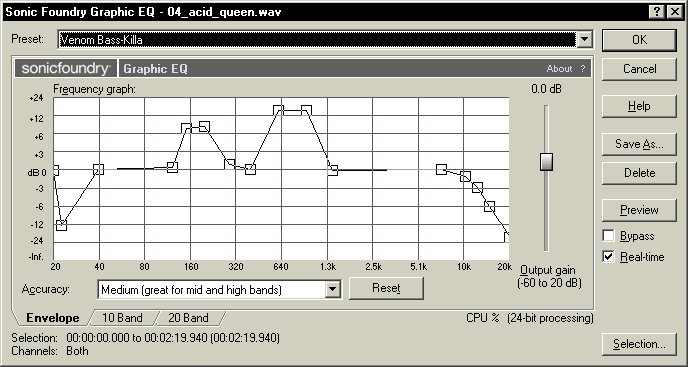 Sonic Foundry Graphic EQ - 04_acid_queen.wav
Preset: Venom Bass-Killa
OK
sonicfoundry Graphic EQ About ?
Cancel
Frequency graph:
0.0 dB
+24
+12
+6
+3
dB 0
-3
-6
-12
-24
-Inf.
20 40 80 160 320 640 1.3k 2.5k 5.1k 10k 20k
Output gain
(-60 to 20 dB)
Help
Save As...
Delete
Preview
Bypass
Real-time
Accuracy: Medium (great for mid and high bands) Reset
Envelope 10 Band 20 Band
CPU % (24-bit processing)
Selection: 00:00:00.000 to 00:02:19.940 (00:02:19.940)
Channels: Both
Selection...